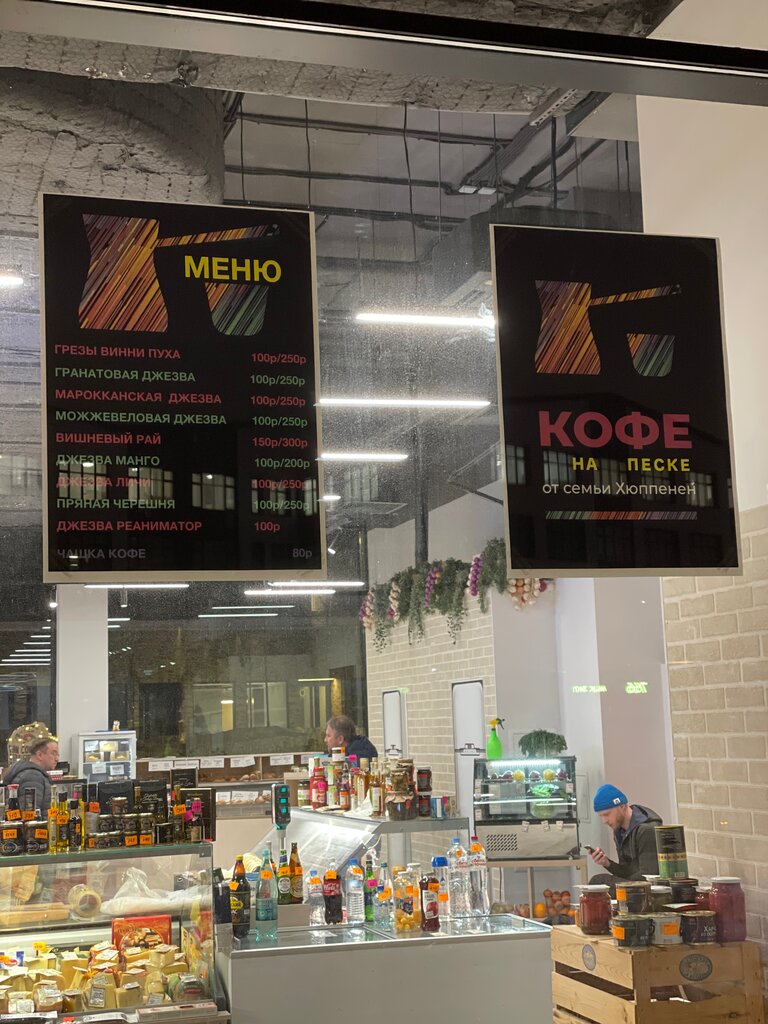 МЕНЮ
ГРЕЗЫ ВИННИ ПУХА 100р/250р
ГРАНАТОВАЯ ДЖЕЗВА 100р/250р
МАРОККАНСКАЯ ДЖЕЗВА 100р/250р
МОЖЖЕВЕЛОВАЯ ДЖЕЗВА 100р/250р
ВИШНЕВЫЙ РАЙ 150р/300р
ДЖЕЗВА МАНГО 100р/200р
ДЖЕЗВА ЛИЧИ 100р/250р
ПРЯНАЯ ЧЕРЕШНЯ 100р/250р
ДЖЕЗВА РЕАНИМАТОР 100р
ЧАШКА КОФЕ 80р
КОФЕ
НА ПЕСКЕ
от семьи Хюппенен